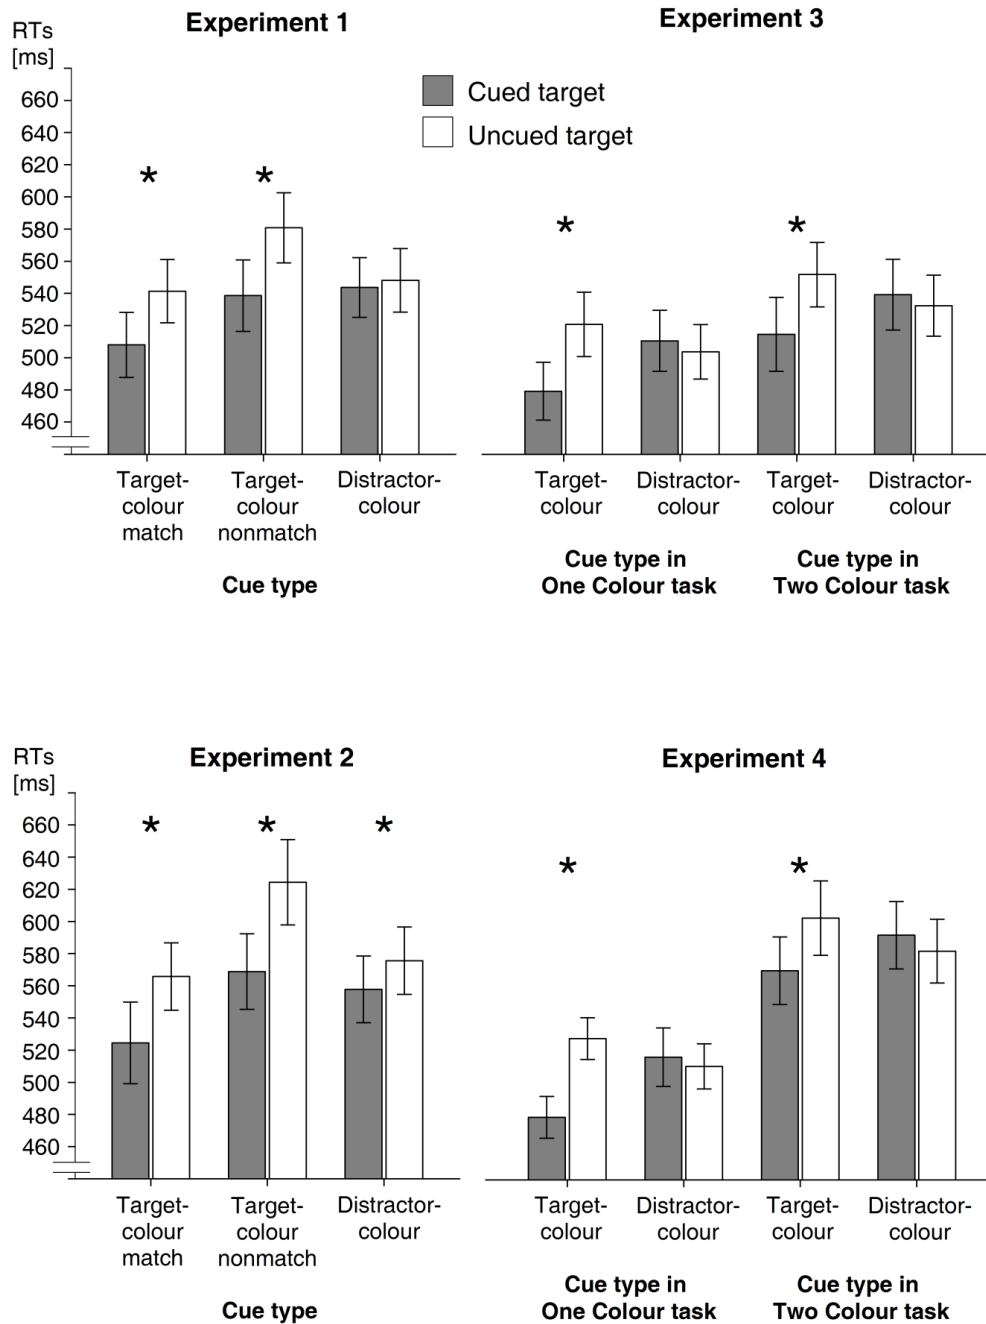 Experiment 1
Experiment 3
RTs
[ms]
660
640
620
600
580
560
540
520
500
480
460
Cued target
Uncued target
*
*
*
*
Target-
colour
match
Target-
colour
nonmatch
Distractor-
colour
Cue type
Target-
colour
Distractor-
colour
Target-
colour
Distractor-
colour
Cue type in
One Colour task
Cue type in
Two Colour task
Experiment 2
Experiment 4
RTs
[ms]
660
640
620
600
580
560
540
520
500
480
460
*
*
*
*
*
Target-
colour
match
Target-
colour
nonmatch
Distractor-
colour
Cue type
Target-
colour
Distractor-
colour
Target-
colour
Distractor-
colour
Cue type in
One Colour task
Cue type in
Two Colour task